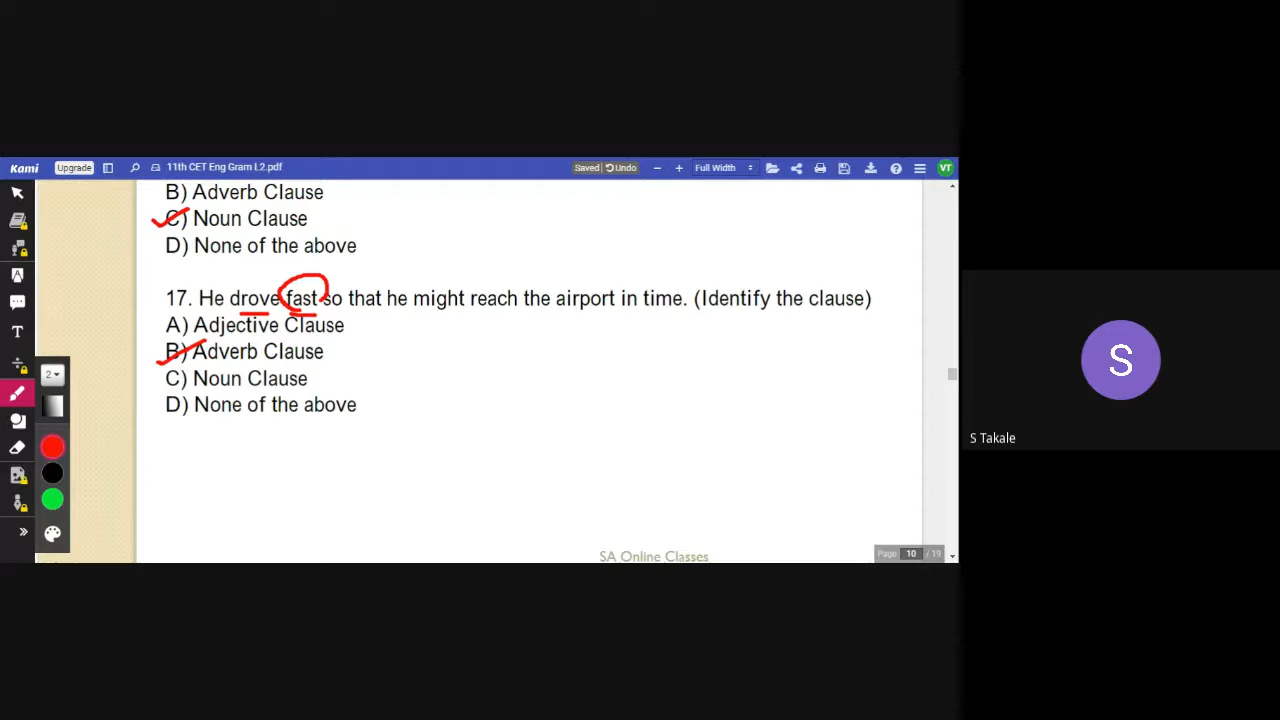 Kami
Upgrade
11th CET Eng Gram L2.pdf
Saved Undo
Full Width
VT
B) Adverb Clause
C) Noun Clause
D) None of the above
17. He drove fast so that he might reach the airport in time. (Identify the clause)
A) Adjective Clause
B) Adverb Clause
C) Noun Clause
D) None of the above
2
T
SA Online Classes
Page 10 / 19
S
S Takale